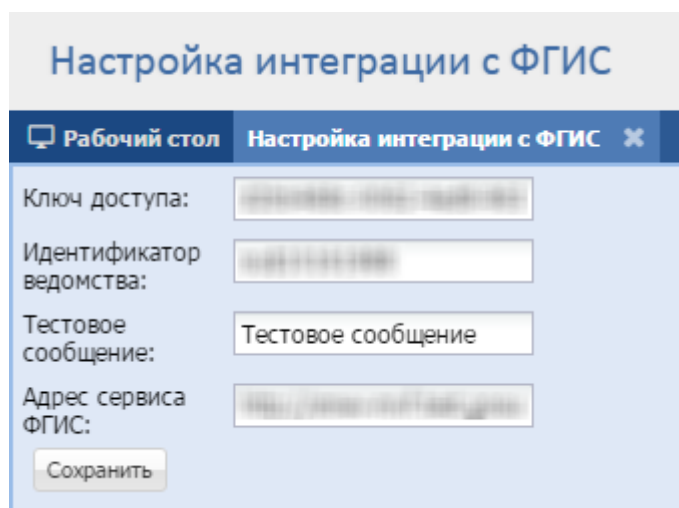 Настройка интеграции с ФГИС
Рабочий стол Настройка интеграции с ФГИС
Ключ доступа:
Идентификатор
ведомства:
Тестовое
сообщение:
Тестовое сообщение
Адрес сервиса
ФГИС:
Сохранить